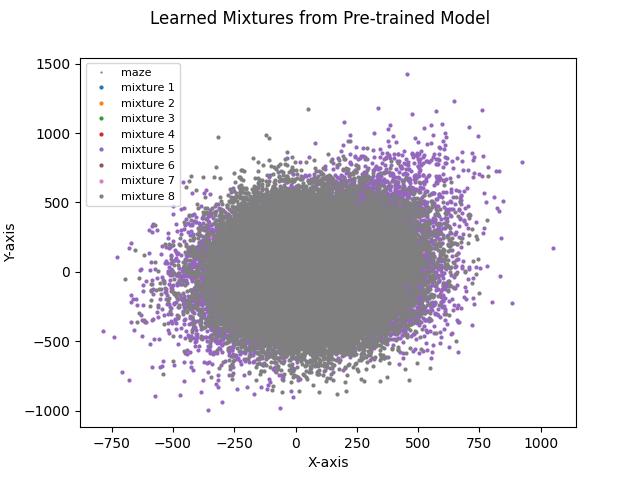 Learned Mixtures from Pre-trained Model
1500
1000
500
0
−500
−1000
Y-axis
maze
mixture 1
mixture 2
mixture 3
mixture 4
mixture 5
mixture 6
mixture 7
mixture 8
−750 −500 −250 0 250 500 750 1000
X-axis